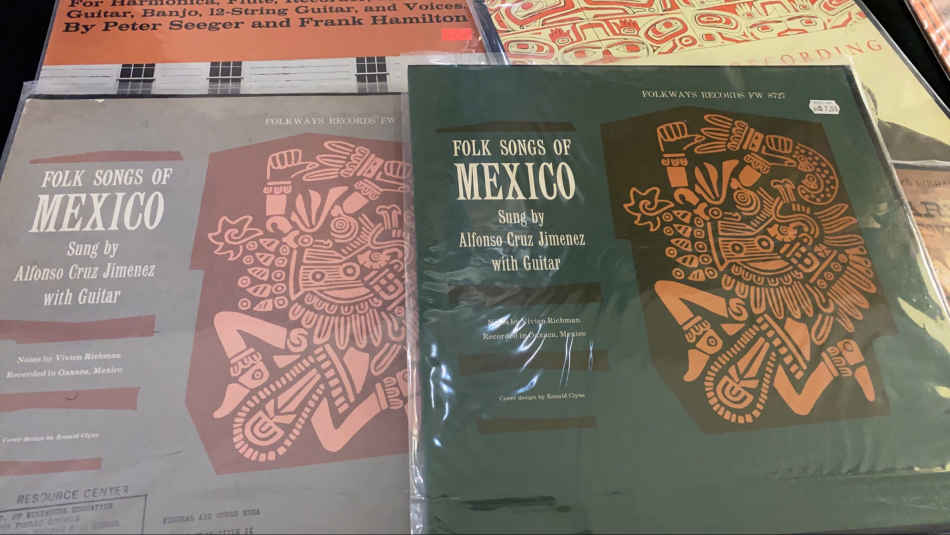 For Harmonica, Flute, Recorder,
Guitar, Banjo, 12-String Guitar, and Voices.
By Peter Seeger and Frank Hamilton
RECORDING
FOLKWAYS RECORDS FW
FOLK SONGS OF
MEXICO
Sung by
Alfonso Cruz Jimenez
with Guitar
Notes by Vivien Richman
Recorded in Oaxaca, Mexico
Cover design by Ronald Clyne
RESOURCE CENTER
FOLKWAYS RECORDS FW 8727
7,99
FOLK SONGS OF
MEXICO
Sung by
Alfonso Cruz Jimenez
with Guitar
Notes by Vivien Richman
Recorded in Oaxaca, Mexico
Cover design by Ronald Clyne